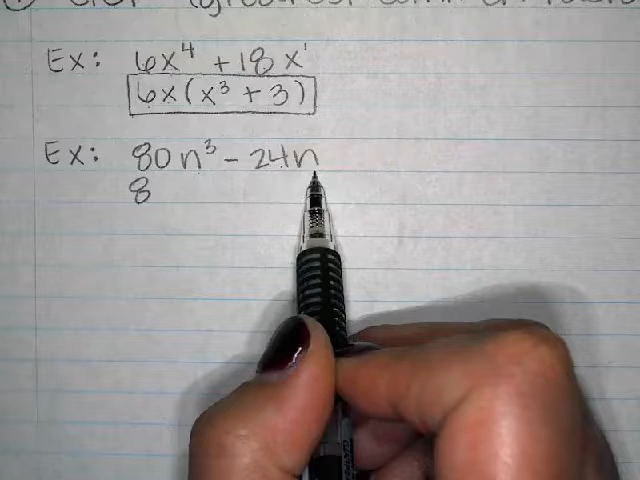 Ex: 6x⁴ + 18x¹
6x(x³ + 3)
Ex: 80n³ - 24n
8